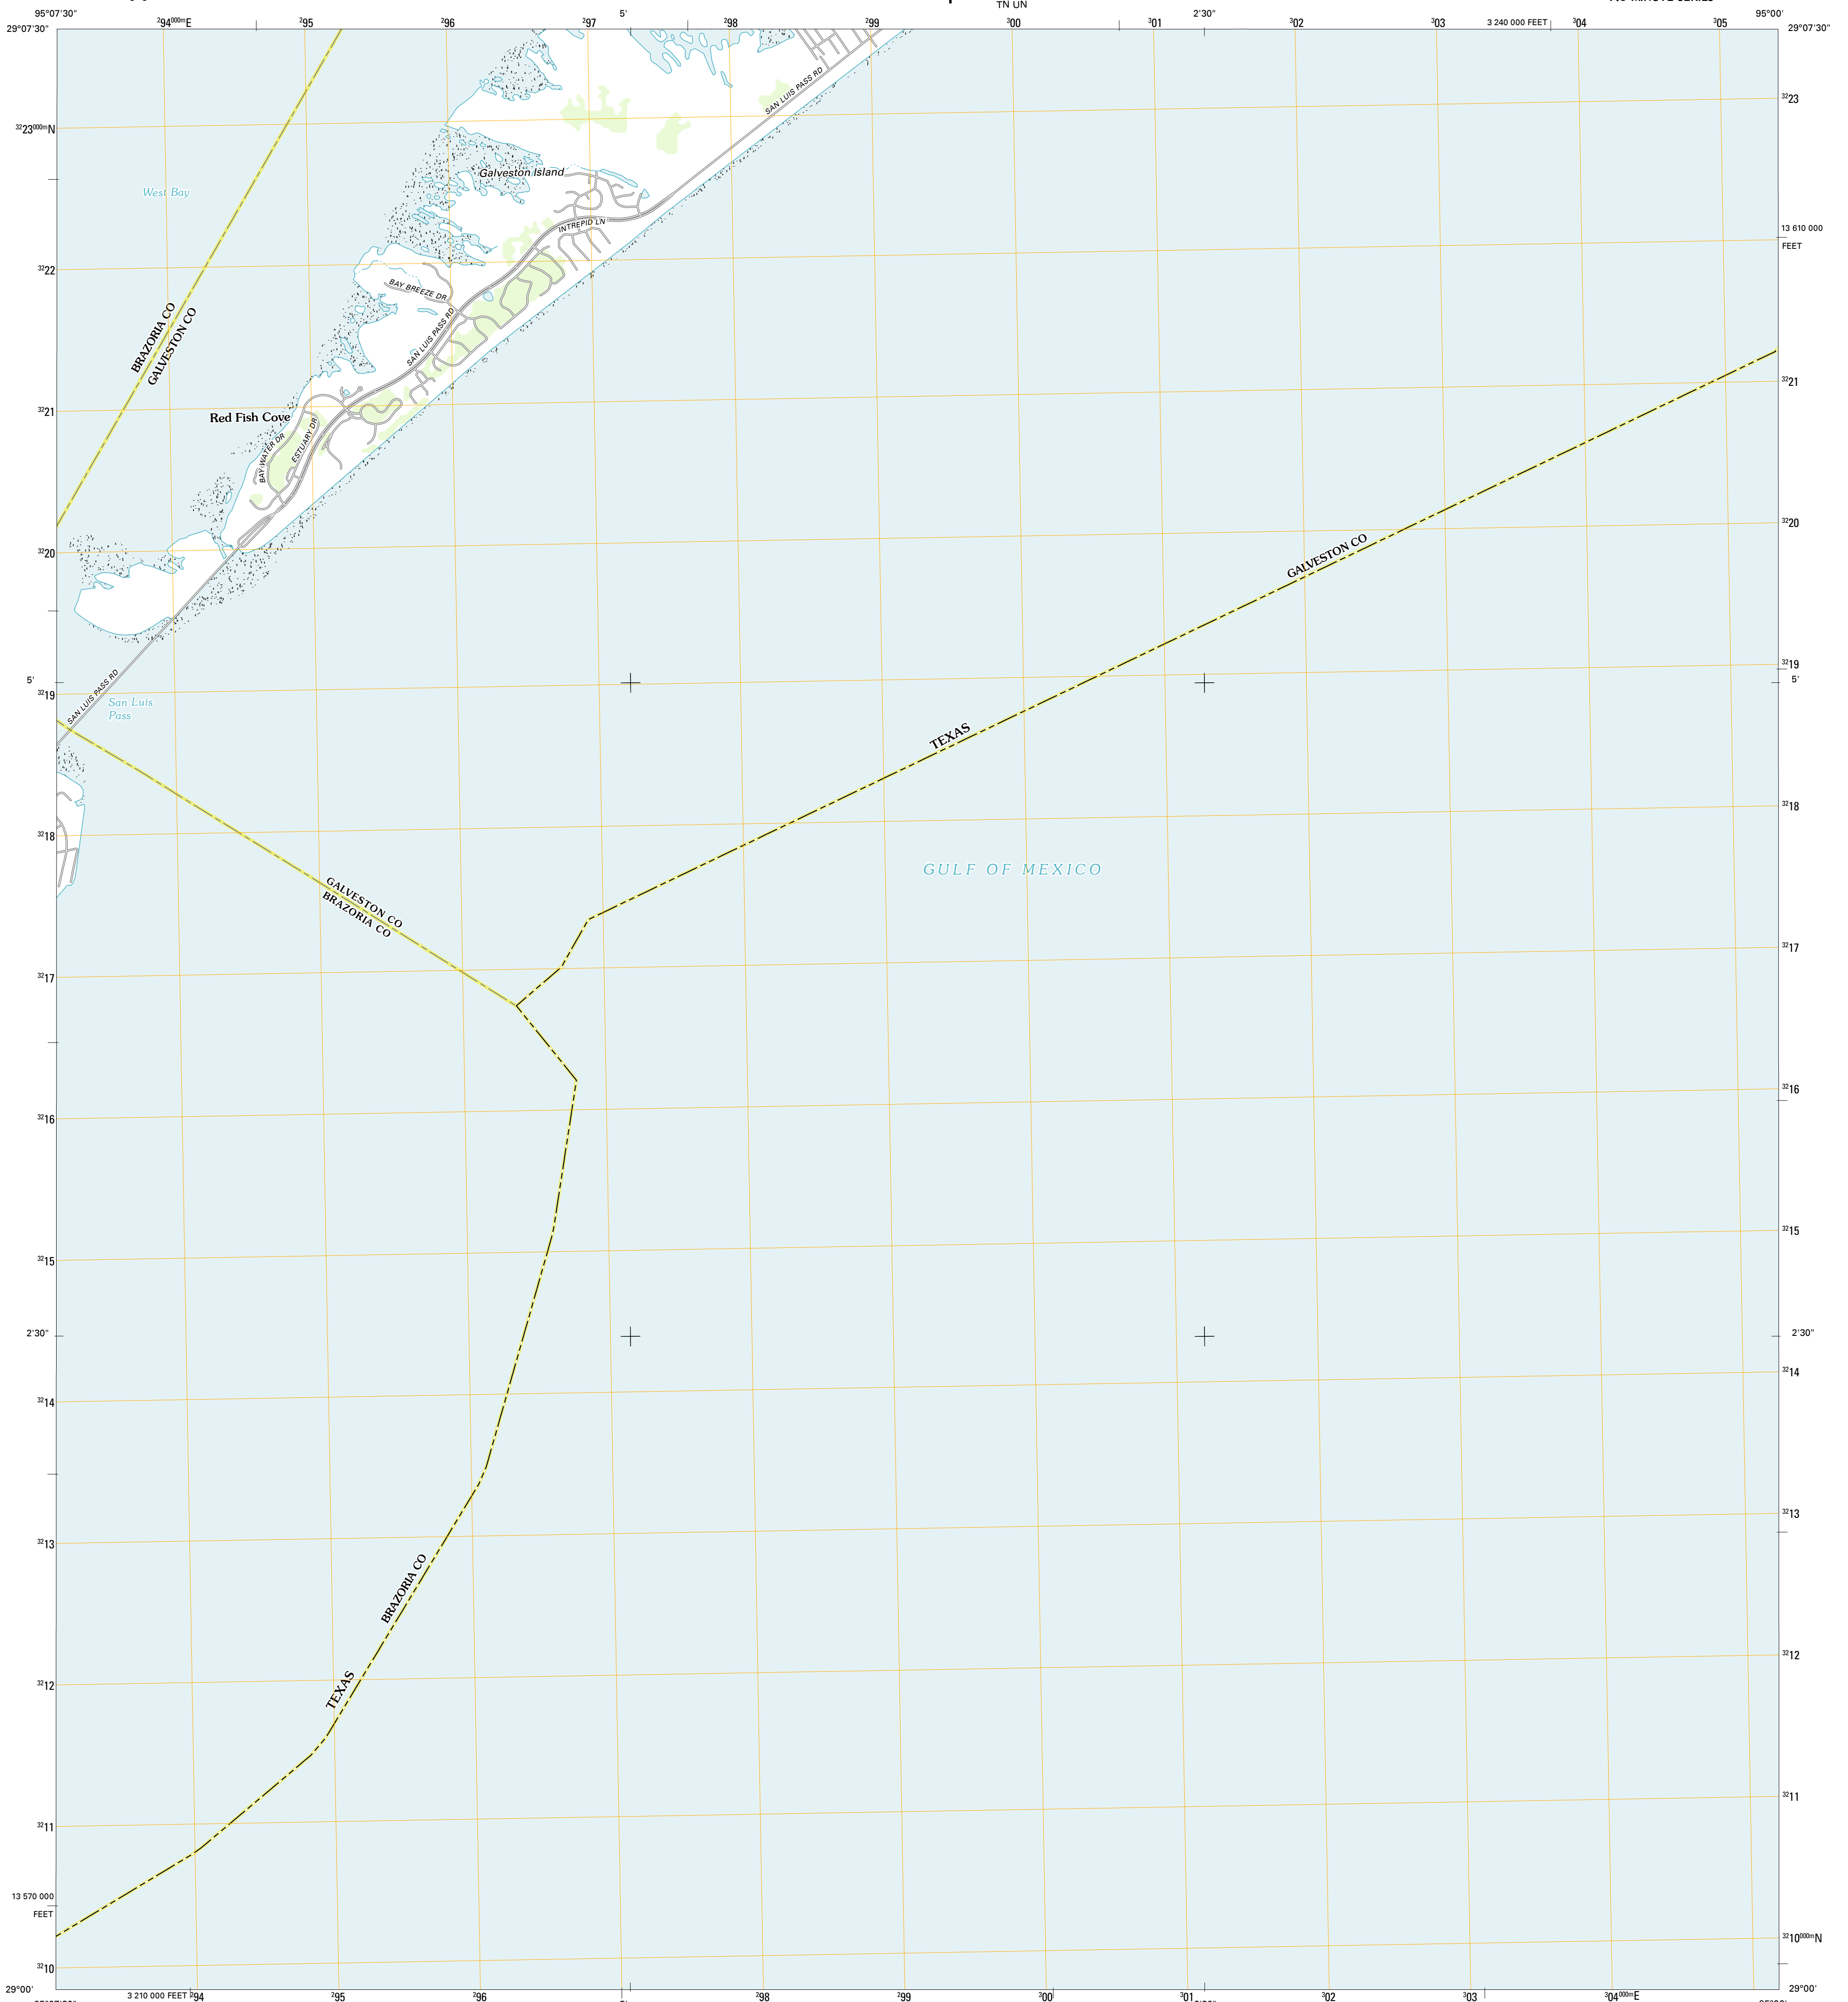 TN UN
95°07'30"
²94⁰⁰⁰ᵐE
²95
²96
5'
²97
²98
²99
³00
³01
2'30"
³02
³03
3 240 000 FEET
³04
³05
95°00'
29°07'30"
29°07'30"
³²23
³²23⁰⁰⁰ᵐN
SAN LUIS PASS RD
Galveston Island
West Bay
INTREPID LN
13 610 000
FEET
³²22
BAY BREEZE DR
BRAZORIA CO
GALVESTON CO
SAN LUIS PASS RD
³²21
³²21
Red Fish Cove
BAY WATER DR
ESTUARY DR
³²20
³²20
GALVESTON CO
³²19
5'
5'
³²19
SAN LUIS PASS RD
San Luis
Pass
TEXAS
³²18
³²18
GULF OF MEXICO
GALVESTON CO
BRAZORIA CO
³²17
³²17
³²16
³²16
³²15
³²15
2'30"
2'30"
³²14
³²14
³²13
³²13
BRAZORIA CO
³²12
TEXAS
³²12
³²11
³²11
13 570 000
FEET
³²10⁰⁰⁰ᵐN
³²10
29°00'
29°00'
3 210 000 FEET
²94
²95
²96
²98
²99
³00
³01
³02
³03
³04⁰⁰⁰ᵐE